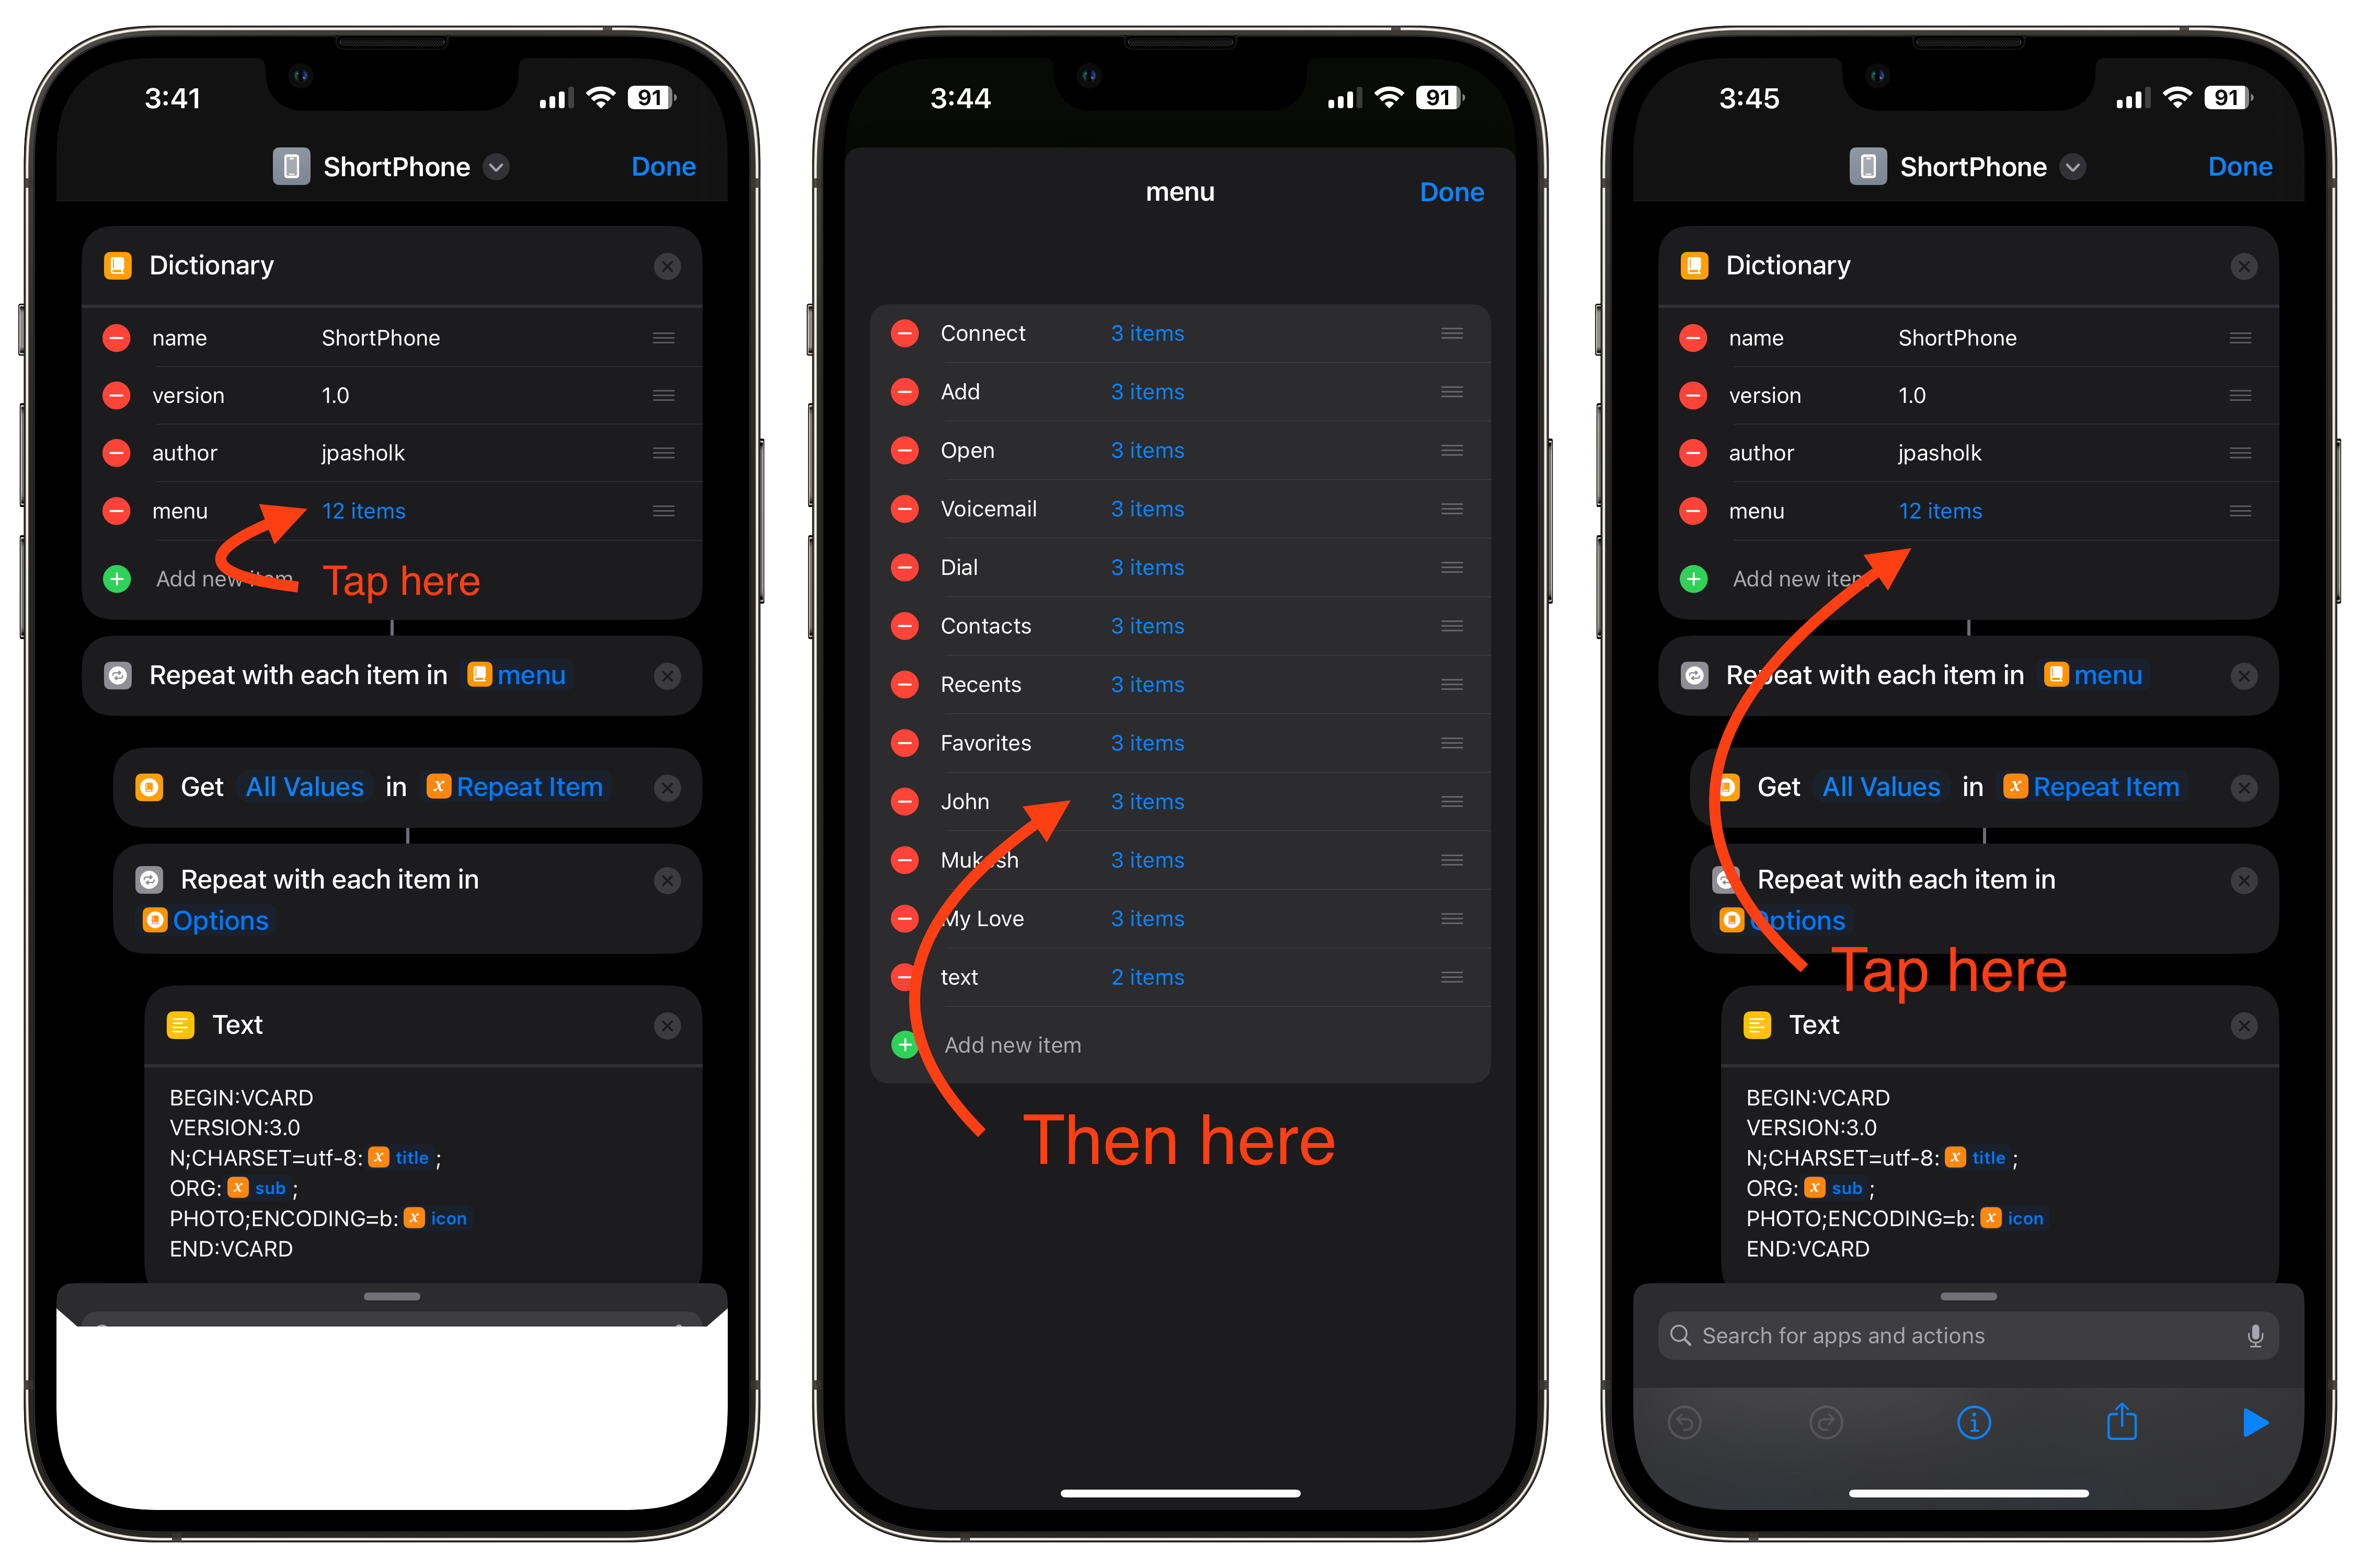 3:41
91
ShortPhone
Done
Dictionary
name ShortPhone
version 1.0
author jpasholk
menu 12 items
Add new item
Tap here
Repeat with each item in menu
Get All Values in x Repeat Item
Repeat with each item in
Options
Text
BEGIN:VCARD
VERSION:3.0
N;CHARSET=utf-8: x title ;
ORG: x sub ;
PHOTO;ENCODING=b: x icon
END:VCARD
3:44
91
menu
Done
Connect 3 items
Add 3 items
Open 3 items
Voicemail 3 items
Dial 3 items
Contacts 3 items
Recents 3 items
Favorites 3 items
John 3 items
Mukesh 3 items
My Love 3 items
text 2 items
Add new item
Then here
3:45
91
ShortPhone
Done
Dictionary
name ShortPhone
version 1.0
author jpasholk
menu 12 items
Add new item
Repeat with each item in menu
Get All Values in x Repeat Item
Repeat with each item in
Options
Tap here
Text
BEGIN:VCARD
VERSION:3.0
N;CHARSET=utf-8: x title ;
ORG: x sub ;
PHOTO;ENCODING=b: x icon
END:VCARD
Search for apps and actions